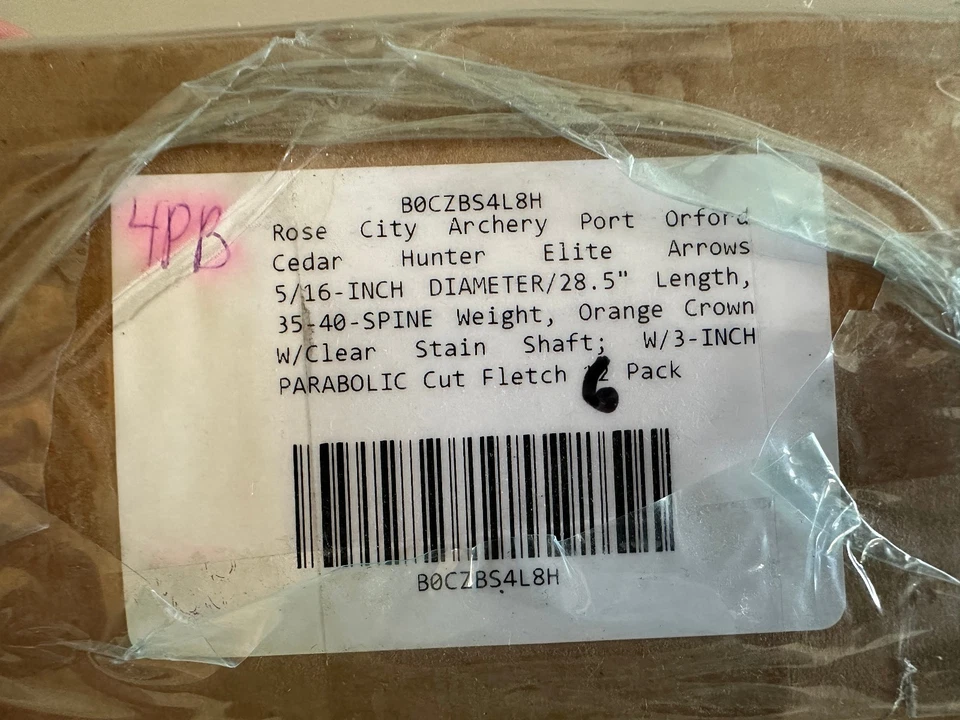 4PB
B0CZBS4L8H
Rose City Archery Port Orford
Cedar Hunter Elite Arrows
5/16-INCH DIAMETER/28.5" Length,
35-40-SPINE Weight, Orange Crown
W/Clear Stain Shaft; W/3-INCH
PARABOLIC Cut Fletch 6 Pack
B0CZBS4L8H